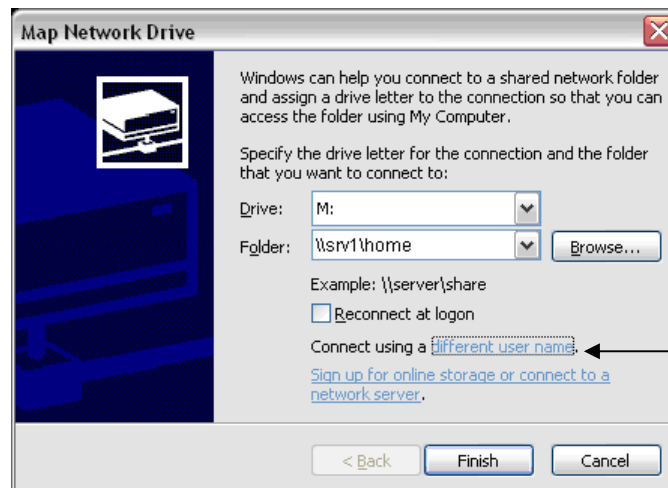 Map Network Drive
Windows can help you connect to a shared network folder
and assign a drive letter to the connection so that you can
access the folder using My Computer.
Specify the drive letter for the connection and the folder
that you want to connect to:
Drive: M:
Folder: \\srv1\home Browse...
Example: \\server\share
Reconnect at logon
Connect using a different user name.
Sign up for online storage or connect to a
network server.
< Back Finish Cancel